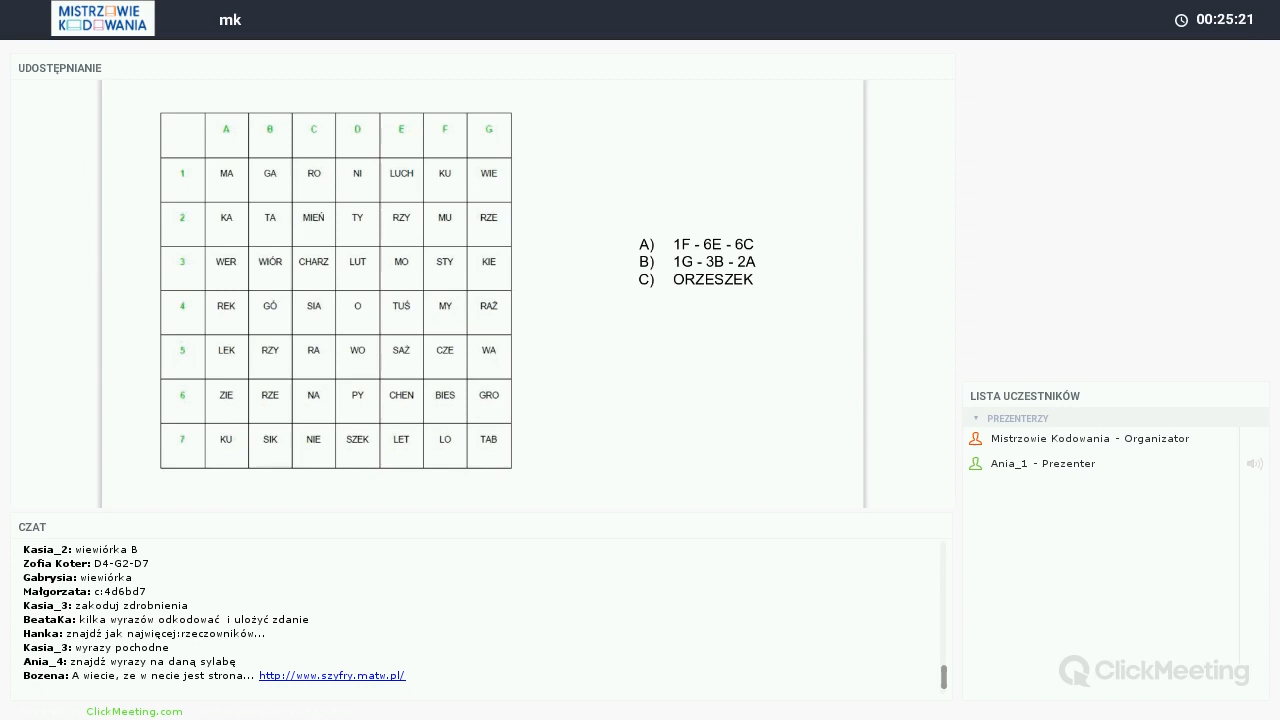 MISTRZOWIE
KODOWANIA
mk
00:25:21
UDOSTĘPNIANIE
A B C D E F G
1 MA GA RO NI LUCH KU WIE
2 KA TA MIEŃ TY RZY MU RZE
3 WER WIÓR CHARZ LUT MO STY KIE
4 REK GÓ SIA O TUŚ MY RAŻ
5 LEK RZY RA WO SAŻ CZE WA
6 ZIE RZE NA PY CHEN BIES GRO
7 KU SIK NIE SZEK LET LO TAB
A) 1F - 6E - 6C
B) 1G - 3B - 2A
C) ORZESZEK
CZAT
Kasia_2: wiewiórka B
Zofia Koter: D4-G2-D7
Gabrysia: wiewiórka
Małgorzata: c:4d6bd7
Kasia_3: zakoduj zdrobnienia
BeataKa: kilka wyrazów odkodować i ulożyć zdanie
Hanka: znajdź jak najwięcej:rzeczowników...
Kasia_3: wyrazy pochodne
Ania_4: znajdź wyrazy na daną sylabę
Bozena: A wiecie, ze w necie jest strona... http://www.szyfry.matw.pl/
LISTA UCZESTNIKÓW
PREZENTERZY
Mistrzowie Kodowania - Organizator
Ania_1 - Prezenter
ClickMeeting
ClickMeeting.com